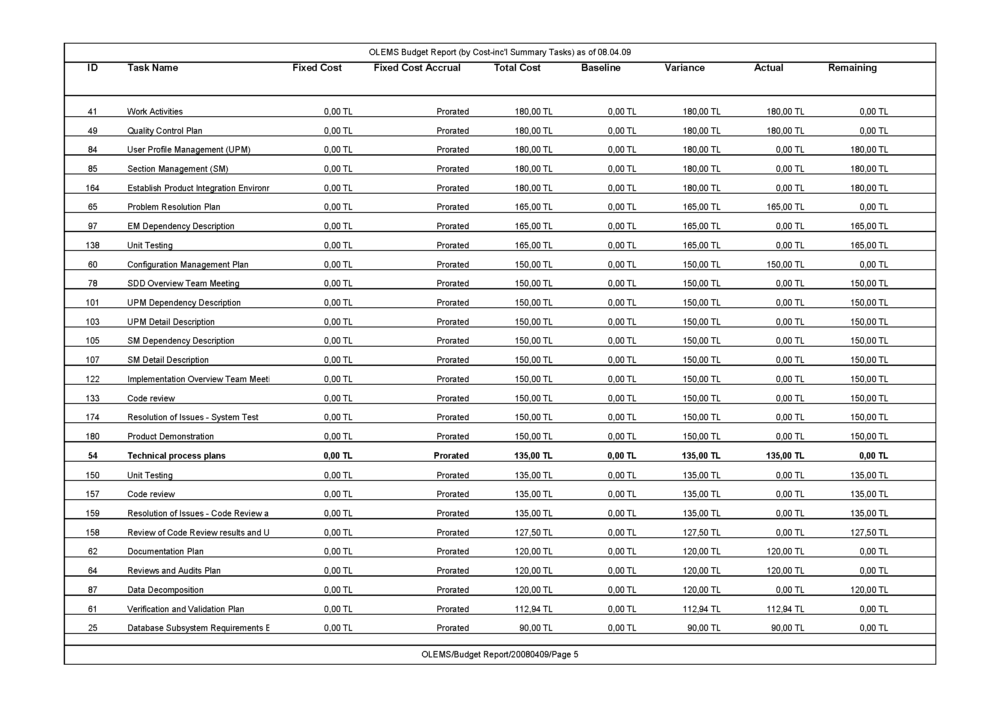 OLEMS Budget Report (by Cost-inc'l Summary Tasks) as of 08.04.09
ID Task Name Fixed Cost Fixed Cost Accrual Total Cost Baseline Variance Actual Remaining
41 Work Activities 0,00 TL Prorated 180,00 TL 0,00 TL 180,00 TL 180,00 TL 0,00 TL
49 Quality Control Plan 0,00 TL Prorated 180,00 TL 0,00 TL 180,00 TL 180,00 TL 0,00 TL
84 User Profile Management (UPM) 0,00 TL Prorated 180,00 TL 0,00 TL 180,00 TL 0,00 TL 180,00 TL
85 Section Management (SM) 0,00 TL Prorated 180,00 TL 0,00 TL 180,00 TL 0,00 TL 180,00 TL
164 Establish Product Integration Environr 0,00 TL Prorated 180,00 TL 0,00 TL 180,00 TL 0,00 TL 180,00 TL
65 Problem Resolution Plan 0,00 TL Prorated 165,00 TL 0,00 TL 165,00 TL 165,00 TL 0,00 TL
97 EM Dependency Description 0,00 TL Prorated 165,00 TL 0,00 TL 165,00 TL 0,00 TL 165,00 TL
138 Unit Testing 0,00 TL Prorated 165,00 TL 0,00 TL 165,00 TL 0,00 TL 165,00 TL
60 Configuration Management Plan 0,00 TL Prorated 150,00 TL 0,00 TL 150,00 TL 150,00 TL 0,00 TL
78 SDD Overview Team Meeting 0,00 TL Prorated 150,00 TL 0,00 TL 150,00 TL 0,00 TL 150,00 TL
101 UPM Dependency Description 0,00 TL Prorated 150,00 TL 0,00 TL 150,00 TL 0,00 TL 150,00 TL
103 UPM Detail Description 0,00 TL Prorated 150,00 TL 0,00 TL 150,00 TL 0,00 TL 150,00 TL
105 SM Dependency Description 0,00 TL Prorated 150,00 TL 0,00 TL 150,00 TL 0,00 TL 150,00 TL
107 SM Detail Description 0,00 TL Prorated 150,00 TL 0,00 TL 150,00 TL 0,00 TL 150,00 TL
122 Implementation Overview Team Meeti 0,00 TL Prorated 150,00 TL 0,00 TL 150,00 TL 0,00 TL 150,00 TL
133 Code review 0,00 TL Prorated 150,00 TL 0,00 TL 150,00 TL 0,00 TL 150,00 TL
174 Resolution of Issues - System Test 0,00 TL Prorated 150,00 TL 0,00 TL 150,00 TL 0,00 TL 150,00 TL
180 Product Demonstration 0,00 TL Prorated 150,00 TL 0,00 TL 150,00 TL 0,00 TL 150,00 TL
54 Technical process plans 0,00 TL Prorated 135,00 TL 0,00 TL 135,00 TL 135,00 TL 0,00 TL
150 Unit Testing 0,00 TL Prorated 135,00 TL 0,00 TL 135,00 TL 0,00 TL 135,00 TL
157 Code review 0,00 TL Prorated 135,00 TL 0,00 TL 135,00 TL 0,00 TL 135,00 TL
159 Resolution of Issues - Code Review a 0,00 TL Prorated 135,00 TL 0,00 TL 135,00 TL 0,00 TL 135,00 TL
158 Review of Code Review results and U 0,00 TL Prorated 127,50 TL 0,00 TL 127,50 TL 0,00 TL 127,50 TL
62 Documentation Plan 0,00 TL Prorated 120,00 TL 0,00 TL 120,00 TL 120,00 TL 0,00 TL
64 Reviews and Audits Plan 0,00 TL Prorated 120,00 TL 0,00 TL 120,00 TL 120,00 TL 0,00 TL
87 Data Decomposition 0,00 TL Prorated 120,00 TL 0,00 TL 120,00 TL 0,00 TL 120,00 TL
61 Verification and Validation Plan 0,00 TL Prorated 112,94 TL 0,00 TL 112,94 TL 112,94 TL 0,00 TL
25 Database Subsystem Requirements E 0,00 TL Prorated 90,00 TL 0,00 TL 90,00 TL 90,00 TL 0,00 TL
OLEMS/Budget Report/20080409/Page 5